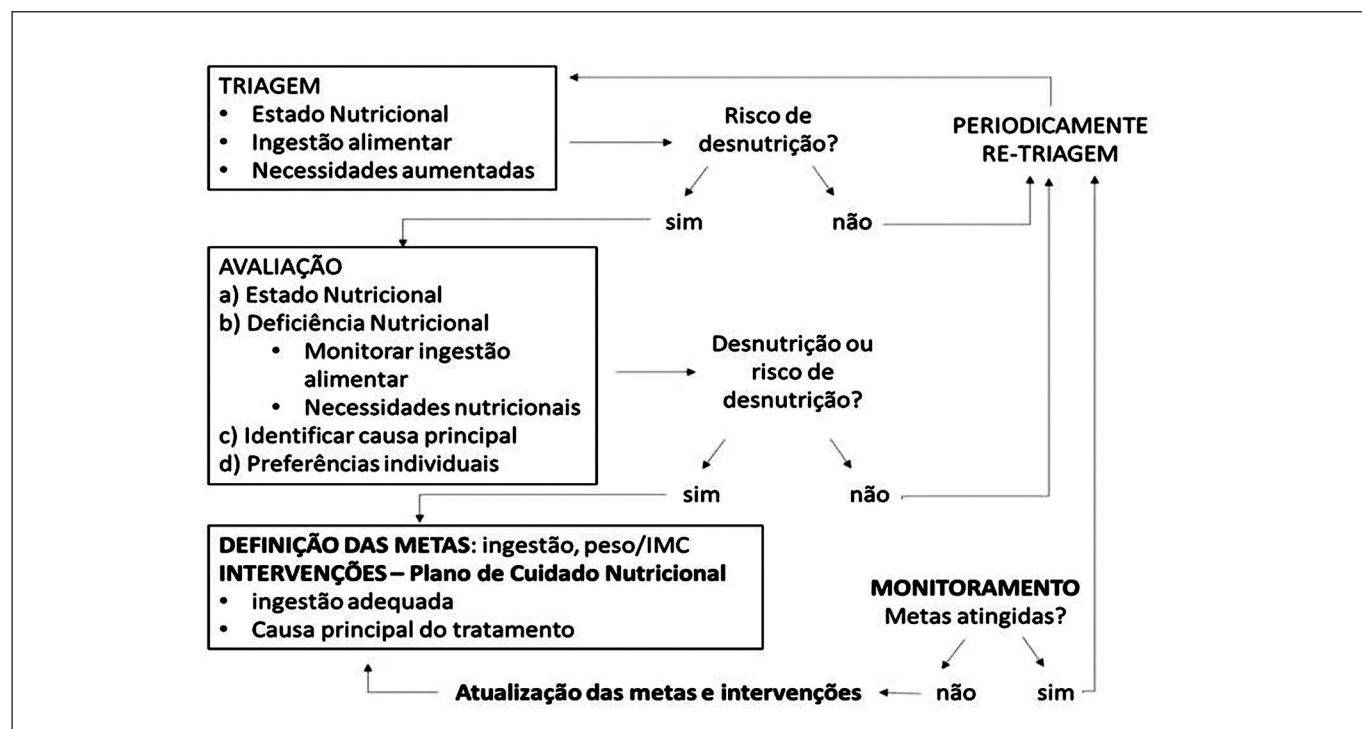 TRIAGEM
• Estado Nutricional
• Ingestão alimentar
• Necessidades aumentadas
Risco de
desnutrição?
sim
não
PERIODICAMENTE
RE-TRIAGEM
AVALIAÇÃO
a) Estado Nutricional
b) Deficiência Nutricional
• Monitorar ingestão
alimentar
• Necessidades nutricionais
c) Identificar causa principal
d) Preferências individuais
Desnutrição ou
risco de
desnutrição?
sim
não
DEFINIÇÃO DAS METAS: ingestão, peso/IMC
INTERVENÇÕES – Plano de Cuidado Nutricional
• ingestão adequada
• Causa principal do tratamento
MONITORAMENTO
Metas atingidas?
Atualização das metas e intervenções
não
sim